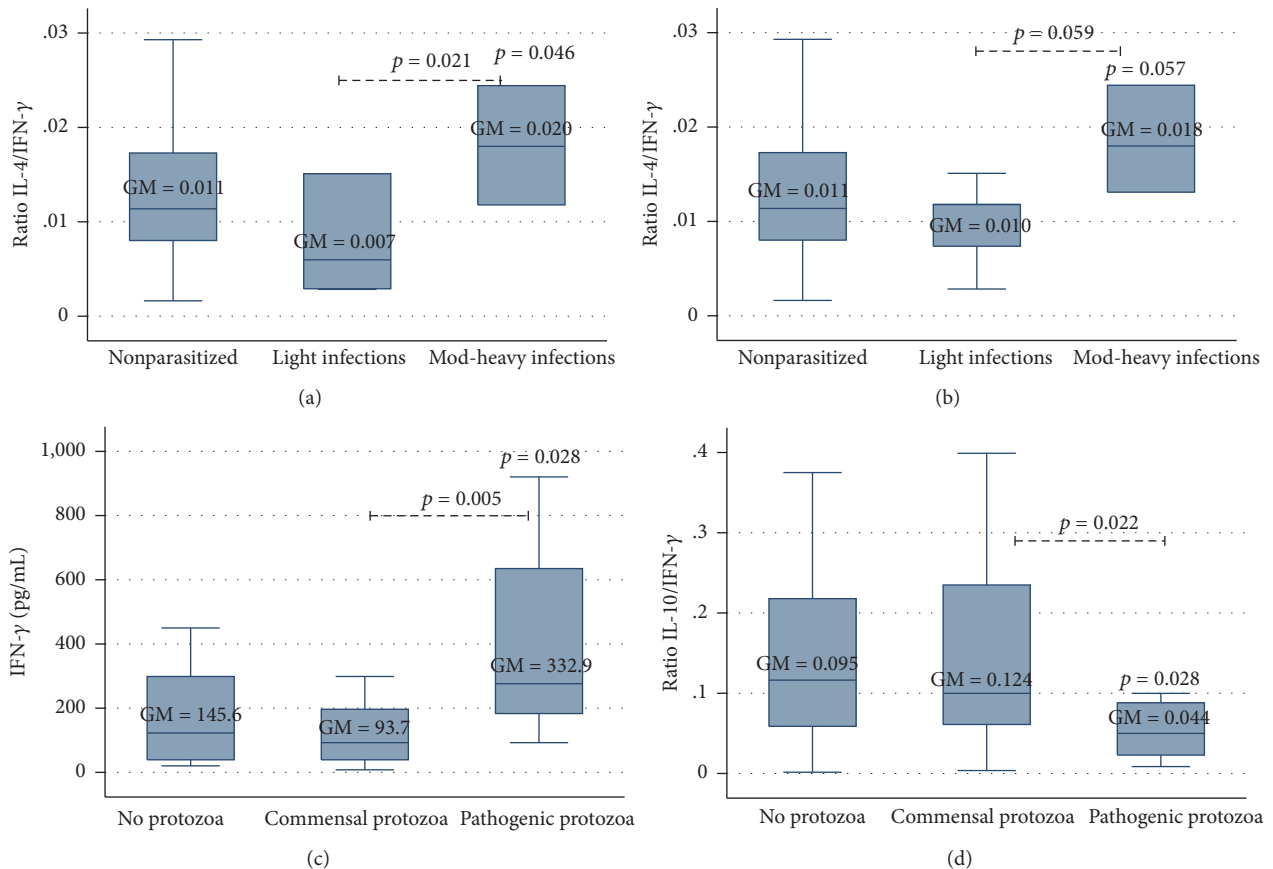 Ratio IL-4/IFN-γ
.03
.02
.01
0
p = 0.021
p = 0.046
GM = 0.011
GM = 0.007
GM = 0.020
Nonparasitized
Light infections
Mod-heavy infections
(a)
Ratio IL-4/IFN-γ
.03
.02
.01
0
p = 0.059
p = 0.057
GM = 0.011
GM = 0.010
GM = 0.018
Nonparasitized
Light infections
Mod-heavy infections
(b)
IFN-γ (pg/mL)
1,000
800
600
400
200
0
p = 0.028
p = 0.005
GM = 145.6
GM = 93.7
GM = 332.9
No protozoa
Commensal protozoa
Pathogenic protozoa
(c)
Ratio IL-10/IFN-γ
.4
.3
.2
.1
0
p = 0.022
p = 0.028
GM = 0.095
GM = 0.124
GM = 0.044
No protozoa
Commensal protozoa
Pathogenic protozoa
(d)